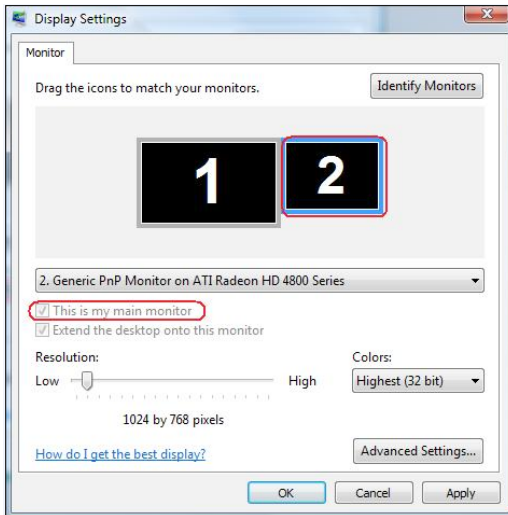 Display Settings
Monitor
Drag the icons to match your monitors.
Identify Monitors
1 2
2. Generic PnP Monitor on ATI Radeon HD 4800 Series
This is my main monitor
Extend the desktop onto this monitor
Resolution:
Colors:
Low High
Highest (32 bit)
1024 by 768 pixels
How do I get the best display?
Advanced Settings...
OK Cancel Apply